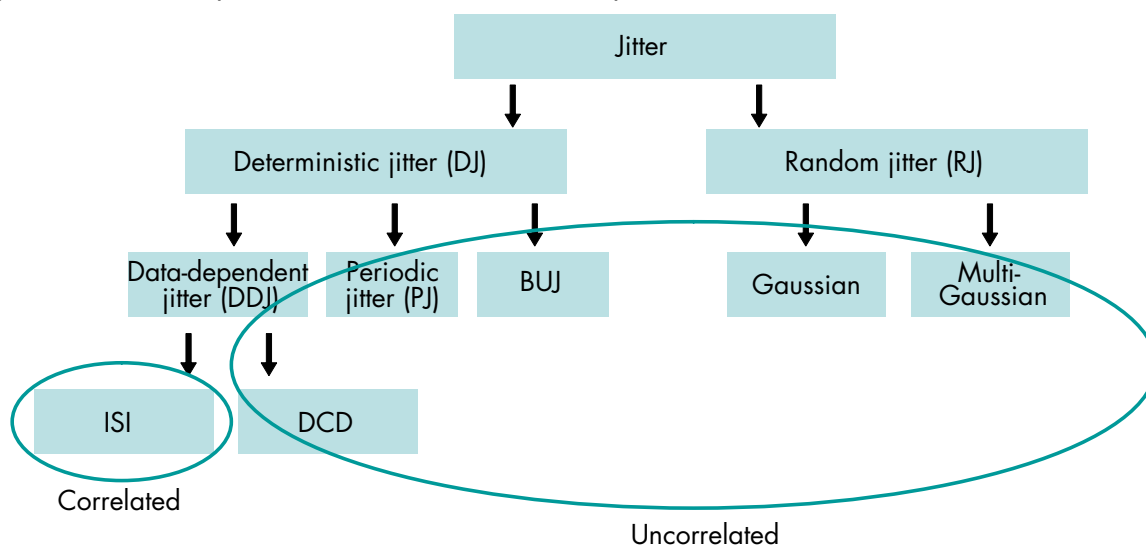 Jitter
Deterministic jitter (DJ)
Random jitter (RJ)
Data-dependent
jitter (DDJ)
Periodic
jitter (PJ)
BUJ
Gaussian
Multi-
Gaussian
ISI
DCD
Correlated
Uncorrelated